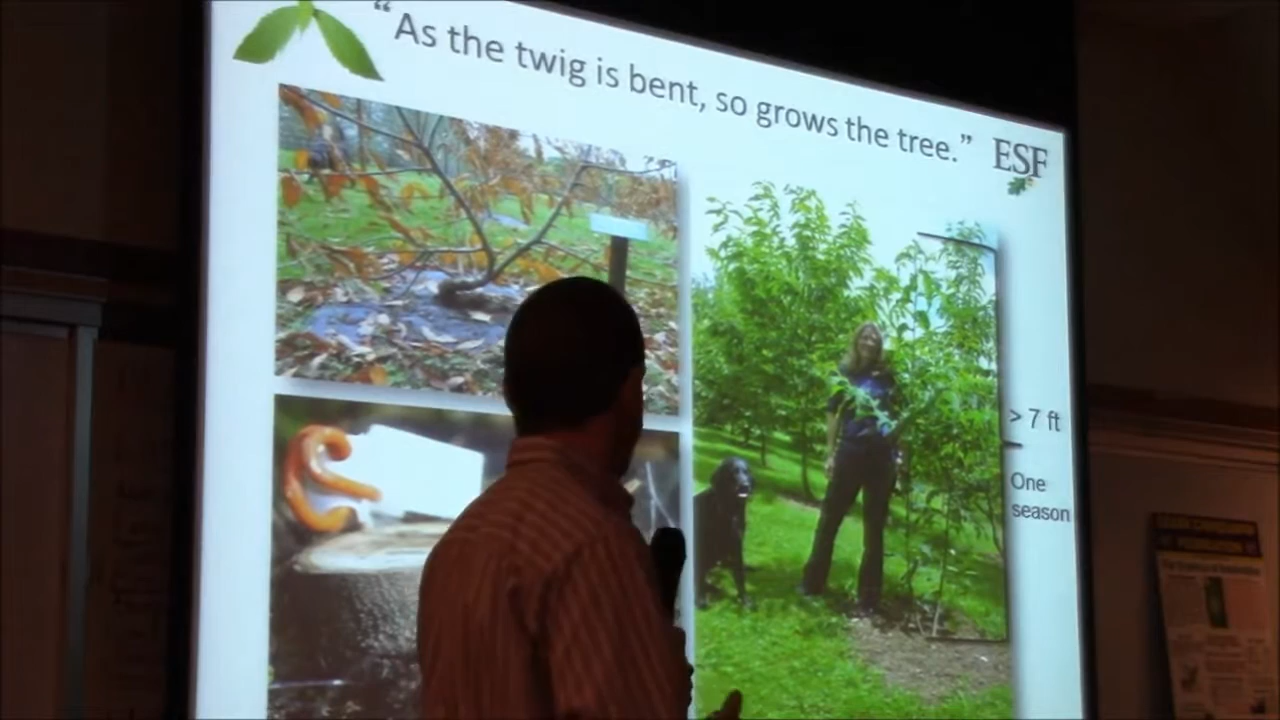 “As the twig is bent, so grows the tree.”
ESF
> 7 ft
One
season